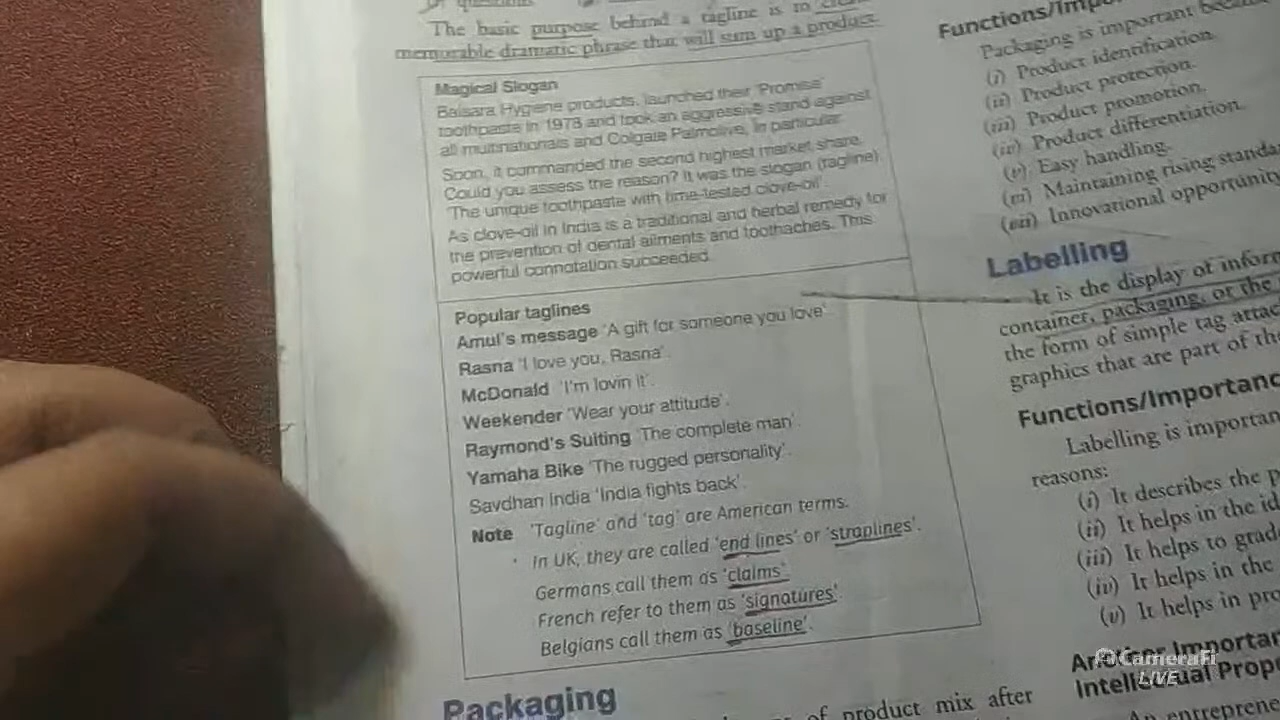 questions
The basic purpose behind a tagline is to
memorable dramatic phrase that will sum up a product.
Magical Slogan
Balsara Hygiene products, launched their 'Promise'
toothpaste in 1978 and took an aggressive stand against
all multinationals and Colgate Palmolive, in particular.
Soon, it commanded the second highest market share.
Could you assess the reason? It was the slogan (tagline)
'The unique toothpaste with time-tested clove-oil'.
As clove-oil in India is a traditional and herbal remedy for
the prevention of dental ailments and toothaches. This
powerful connotation succeeded.
Popular taglines
Amul's message 'A gift for someone you love'.
Rasna 'I love you, Rasna'.
McDonald 'I'm lovin it'.
Weekender 'Wear your attitude'.
Raymond's Suiting 'The complete man'.
Yamaha Bike 'The rugged personality'.
Savdhan India 'India fights back'.
Note 'Tagline' and 'tag' are American terms.
In UK, they are called 'end lines' or 'straplines'.
Germans call them as 'claims'.
French refer to them as 'signatures'.
Belgians call them as 'baseline'.
Packaging
of product mix after
Functions/Impo
Packaging is important
(i) Product identification.
(ii) Product protection.
(iii) Product promotion.
(iv) Product differentiation.
(v) Easy handling.
(vi) Maintaining rising standa
(vii) Innovational opportunity
Labelling
It is the display of inform
container, packaging, or the
the form of simple tag attac
graphics that are part of th
Functions/Importanc
Labelling is importan
reasons:
(i) It describes the p
(ii) It helps in the id
(iii) It helps to grad
(iv) It helps in the
(v) It helps in pro
Another Importan
Intellectual Prop
An entreprene
CameraFi
LIVE